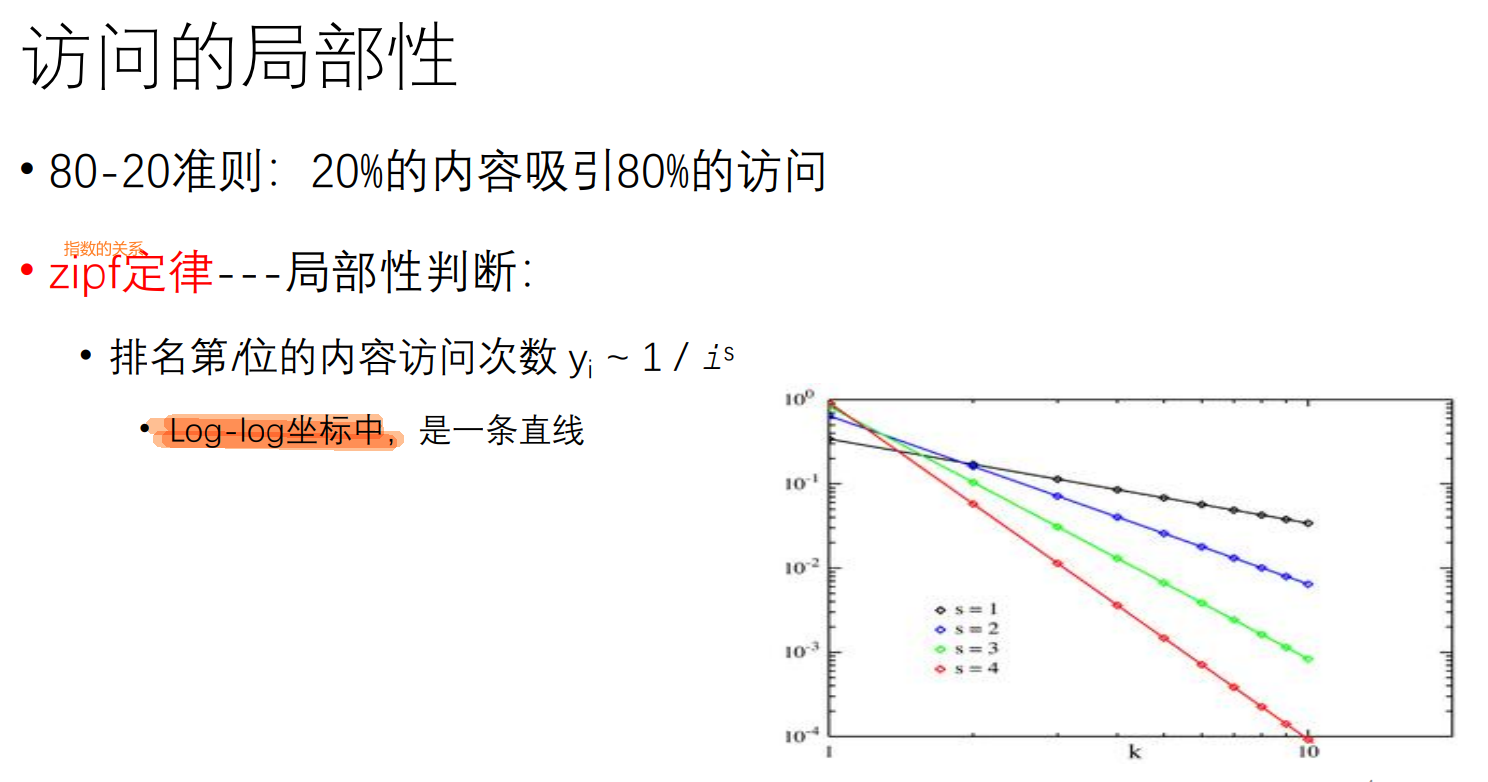 访问的局部性
• 80-20准则：20%的内容吸引80%的访问
指数的关系
• zipf定律---局部性判断：
• 排名第i位的内容访问次数 yᵢ ~ 1 / iˢ
• Log-log坐标中，是一条直线
10⁰
10⁻¹
10⁻²
10⁻³
10⁻⁴
s = 1
s = 2
s = 3
s = 4
1 k 10